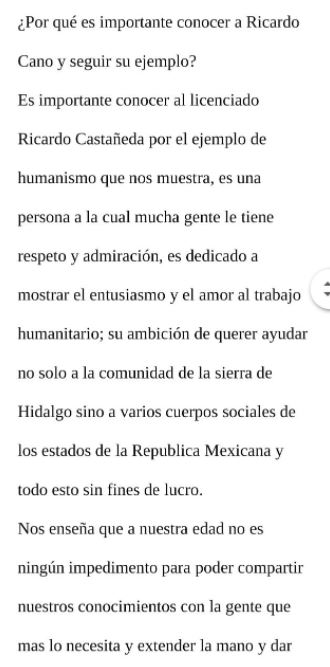 ¿Por qué es importante conocer a Ricardo
Cano y seguir su ejemplo?
Es importante conocer al licenciado
Ricardo Castañeda por el ejemplo de
humanismo que nos muestra, es una
persona a la cual mucha gente le tiene
respeto y admiración, es dedicado a
mostrar el entusiasmo y el amor al trabajo
humanitario; su ambición de querer ayudar
no solo a la comunidad de la sierra de
Hidalgo sino a varios cuerpos sociales de
los estados de la Republica Mexicana y
todo esto sin fines de lucro.
Nos enseña que a nuestra edad no es
ningún impedimento para poder compartir
nuestros conocimientos con la gente que
mas lo necesita y extender la mano y dar